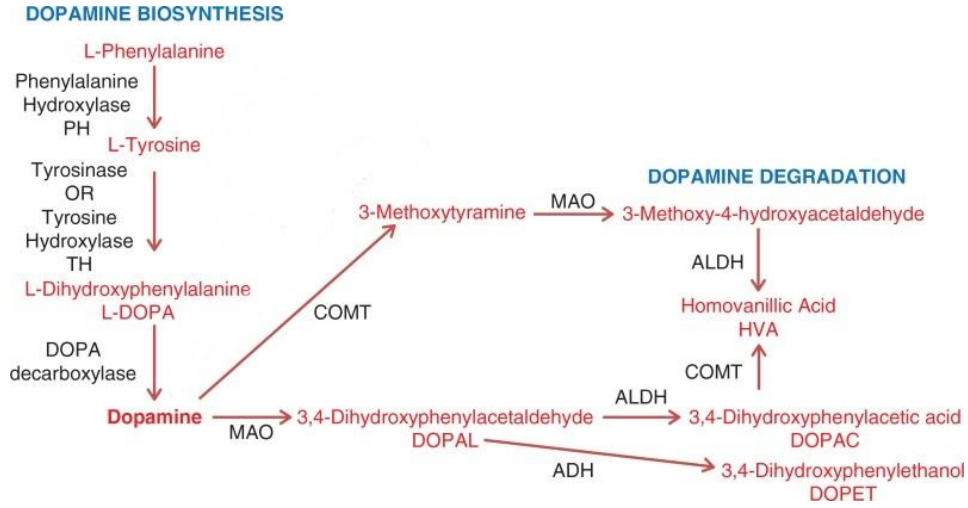 DOPAMINE BIOSYNTHESIS
L-Phenylalanine
Phenylalanine
Hydroxylase
PH
L-Tyrosine
Tyrosinase
OR
Tyrosine
Hydroxylase
TH
L-Dihydroxyphenylalanine
L-DOPA
DOPA
decarboxylase
Dopamine
COMT
3-Methoxytyramine
MAO
DOPAMINE DEGRADATION
3-Methoxy-4-hydroxyacetaldehyde
ALDH
Homovanillic Acid
HVA
COMT
MAO
3,4-Dihydroxyphenylacetaldehyde
DOPAL
ALDH
3,4-Dihydroxyphenylacetic acid
DOPAC
ADH
3,4-Dihydroxyphenylethanol
DOPET